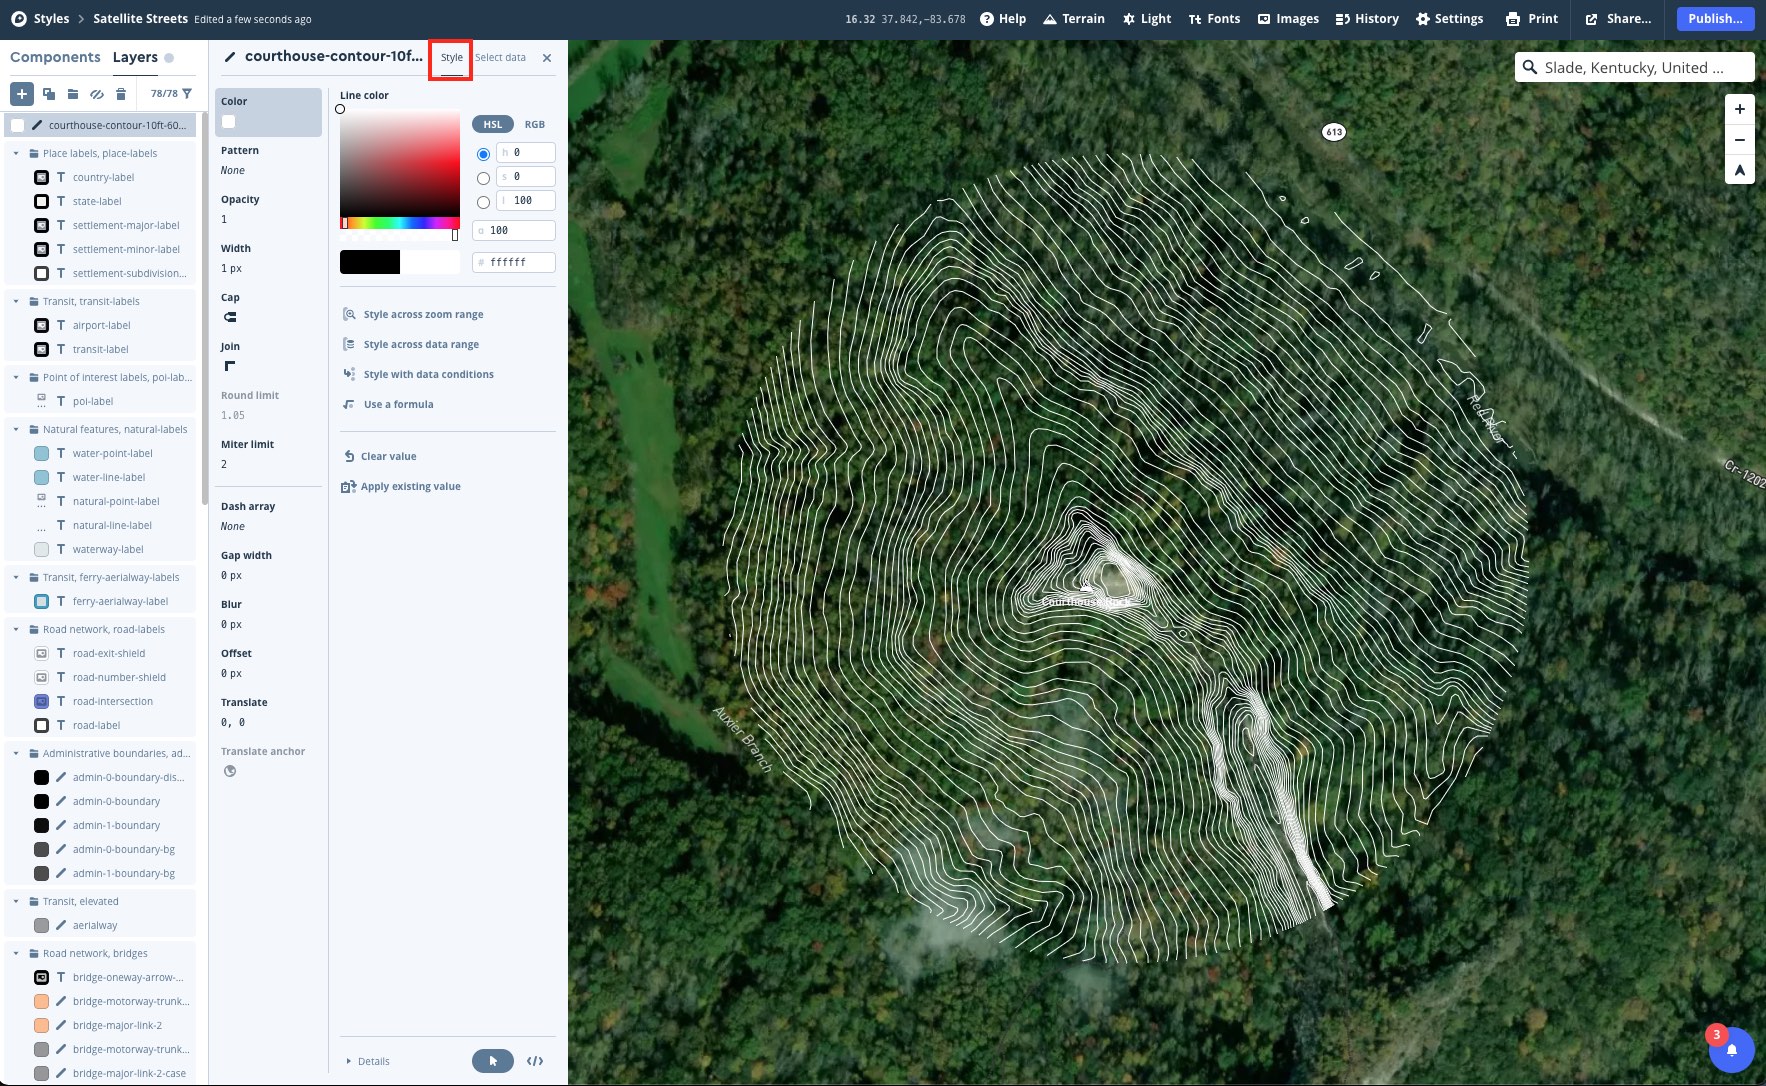 Styles
Satellite Streets
Edited a few seconds ago
16.32 37.842,-83.678
Help
Terrain
Light
Fonts
Images
History
Settings
Print
Share...
Publish...
Components
Layers
78/78
courthouse-contour-10ft-60...
Place labels, place-labels
country-label
state-label
settlement-major-label
settlement-minor-label
settlement-subdivision...
Transit, transit-labels
airport-label
transit-label
Point of interest labels, poi-lab...
poi-label
Natural features, natural-labels
water-point-label
water-line-label
natural-point-label
natural-line-label
waterway-label
Transit, ferry-aerialway-labels
ferry-aerialway-label
Road network, road-labels
road-exit-shield
road-number-shield
road-intersection
road-label
Administrative boundaries, ad...
admin-0-boundary-dis...
admin-0-boundary
admin-1-boundary
admin-0-boundary-bg
admin-1-boundary-bg
Transit, elevated
aerialway
Road network, bridges
bridge-oneway-arrow-...
bridge-motorway-trunk...
bridge-major-link-2
bridge-motorway-trunk...
bridge-major-link-2-case
courthouse-contour-10f...
Style
Select data
Color
Pattern
None
Opacity
1
Width
1 px
Cap
Join
Round limit
1.05
Miter limit
2
Dash array
None
Gap width
0 px
Blur
0 px
Offset
0 px
Translate
0, 0
Translate anchor
Line color
HSL
RGB
h 0
s 0
l 100
a 100
# ffffff
Style across zoom range
Style across data range
Style with data conditions
Use a formula
Clear value
Apply existing value
Details
Slade, Kentucky, United ...
613
Red River
Cr-1202
Courthouse Rock
Auxier Branch
3